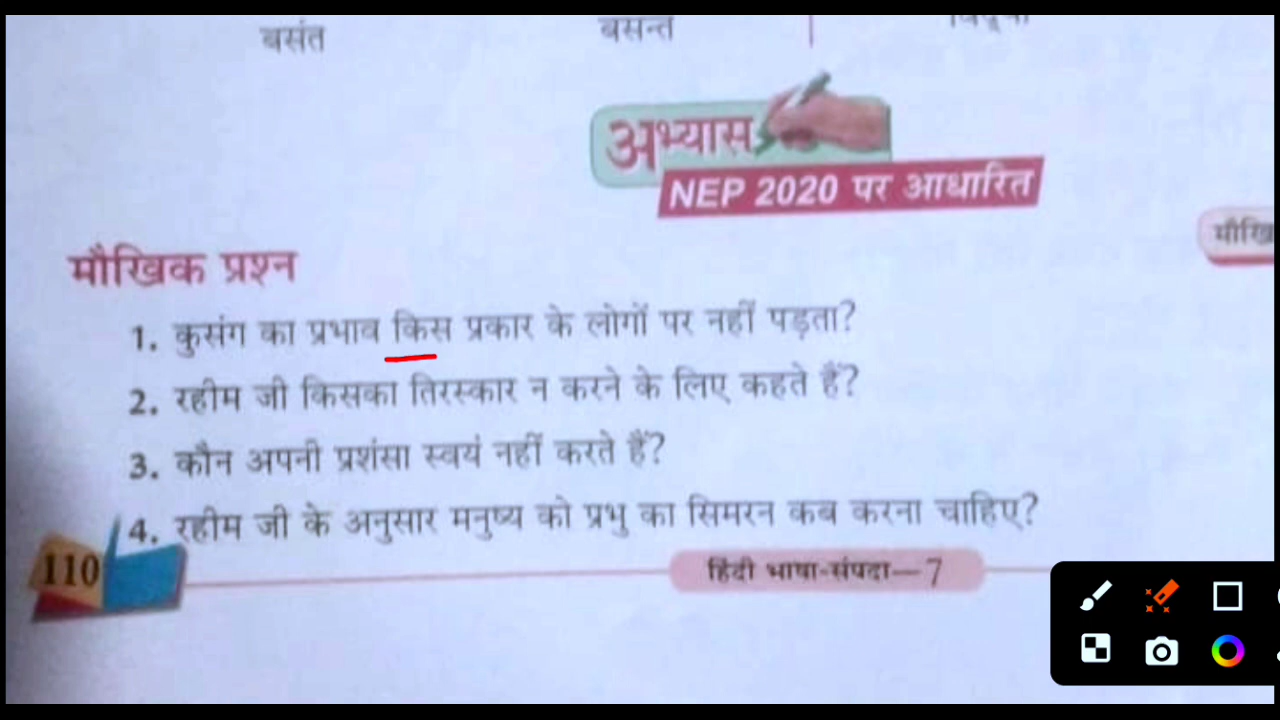 बसंत बसन्त
अभ्यास
NEP 2020 पर आधारित
मौखिक प्रश्न
1. कुसंग का प्रभाव किस प्रकार के लोगों पर नहीं पड़ता?
2. रहीम जी किसका तिरस्कार न करने के लिए कहते हैं?
3. कौन अपनी प्रशंसा स्वयं नहीं करते हैं?
4. रहीम जी के अनुसार मनुष्य को प्रभु का सिमरन कब करना चाहिए?
110
हिंदी भाषा-संपदा—7